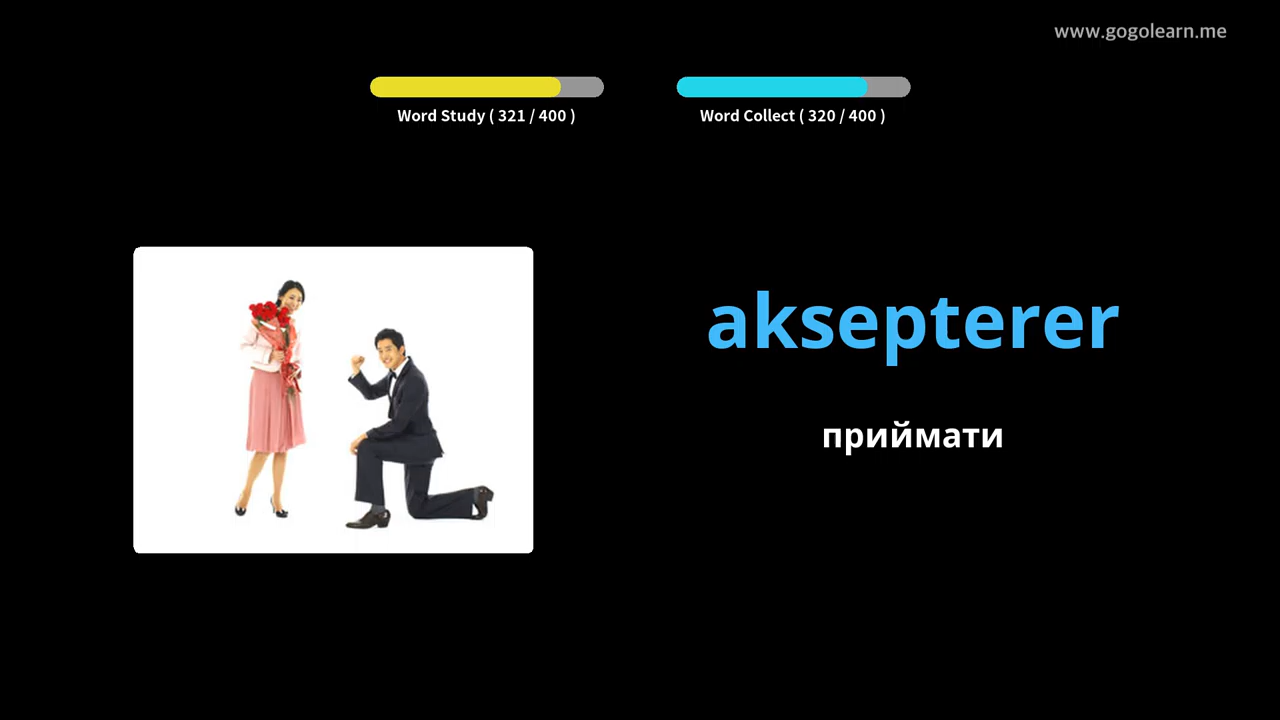 www.gogolearn.me
Word Study ( 321 / 400 )
Word Collect ( 320 / 400 )
aksepterer
приймати